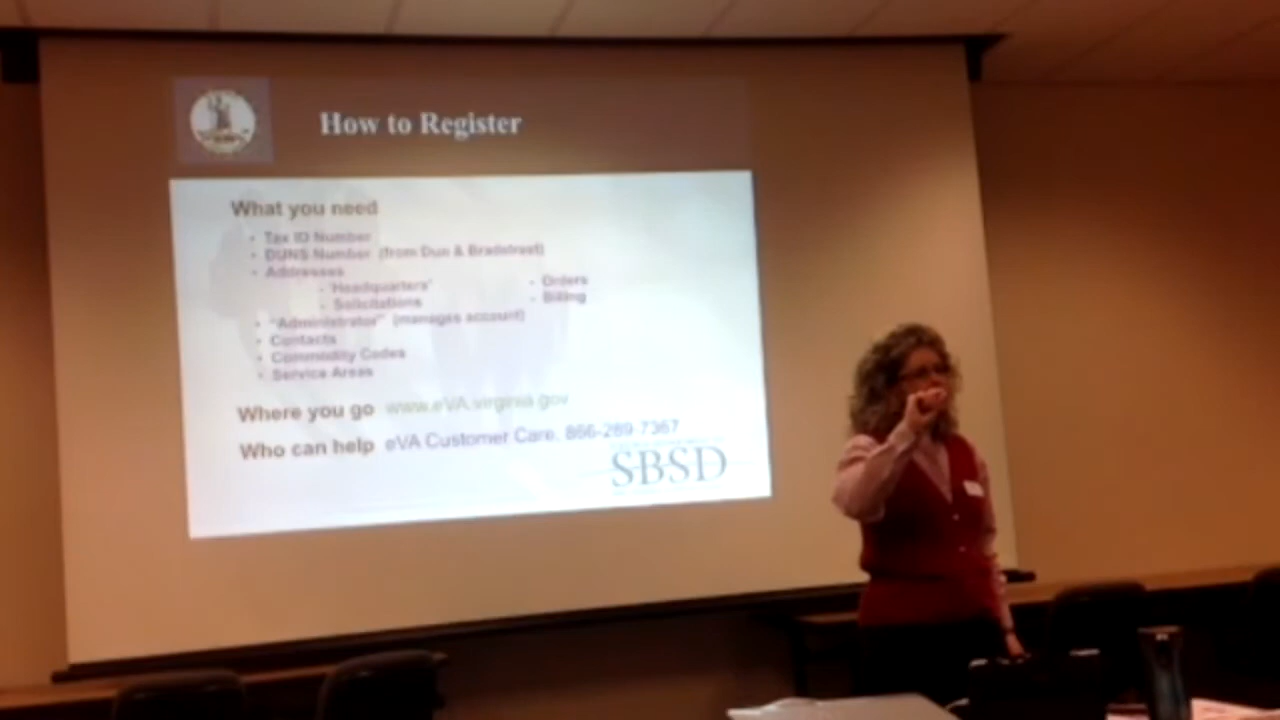 How to Register
What you need
• Tax ID Number
• DUNS Number (from Dun & Bradstreet)
• Addresses
- 'Headquarters'
- Orders
- Solicitations
- Billing
• "Administrator" (manages account)
• Contacts
• Commodity Codes
• Service Areas
Where you go www.eVA.virginia.gov
Who can help eVA Customer Care, 866-289-7367
SBSD